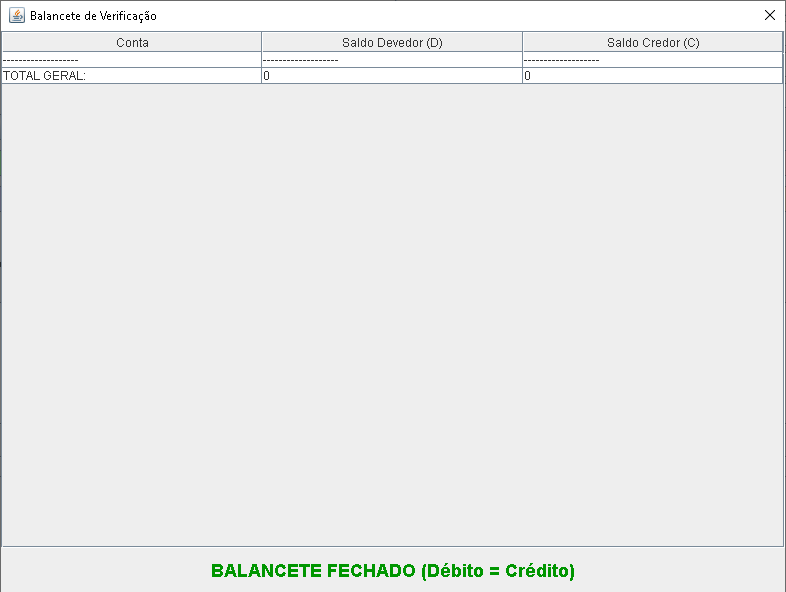 Balancete de Verificação
Conta Saldo Devedor (D) Saldo Credor (C)
------------------- ------------------- -------------------
TOTAL GERAL: 0 0
BALANCETE FECHADO (Débito = Crédito)